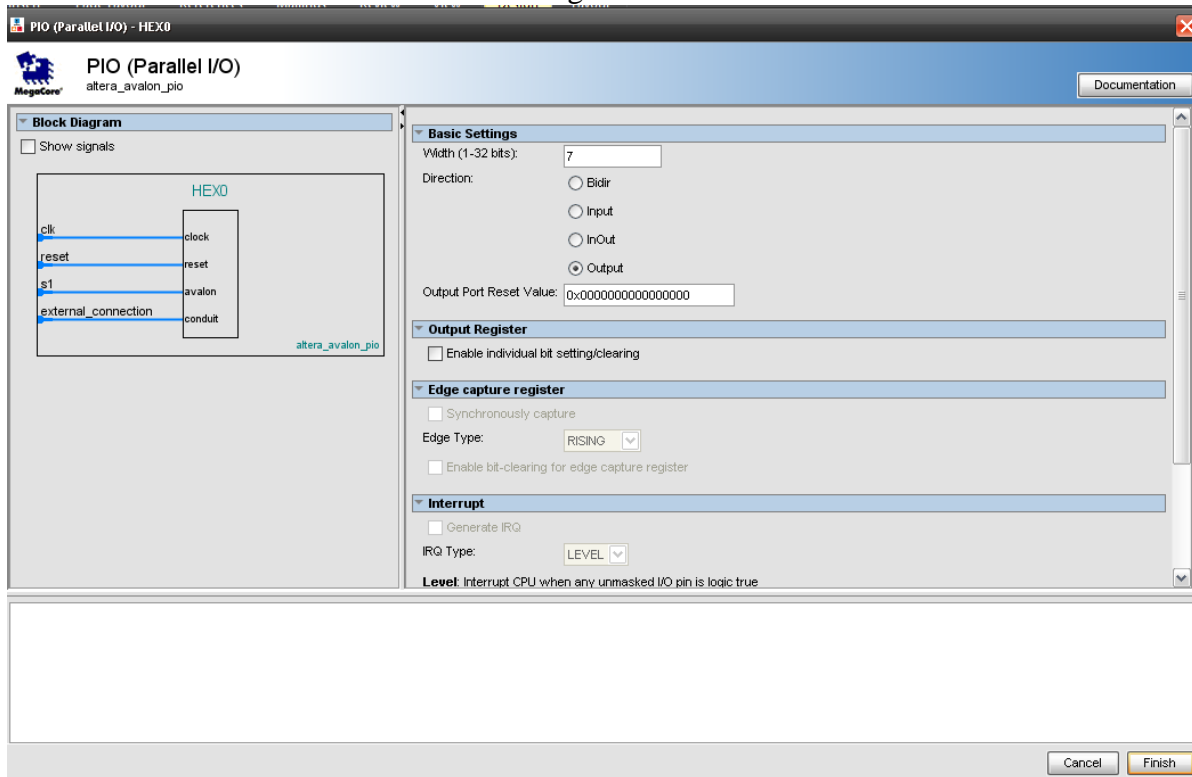 PIO (Parallel I/O) - HEX0
PIO (Parallel I/O)
altera_avalon_pio
MegaCore'
Documentation
Block Diagram
Show signals
HEX0
clk
clock
reset
reset
s1
avalon
external_connection
conduit
altera_avalon_pio
Basic Settings
Width (1-32 bits):
7
Direction:
Bidir
Input
InOut
Output
Output Port Reset Value:
0x0000000000000000
Output Register
Enable individual bit setting/clearing
Edge capture register
Synchronously capture
Edge Type:
RISING
Enable bit-clearing for edge capture register
Interrupt
Generate IRQ
IRQ Type:
LEVEL
Level: Interrupt CPU when any unmasked I/O pin is logic true
Cancel
Finish